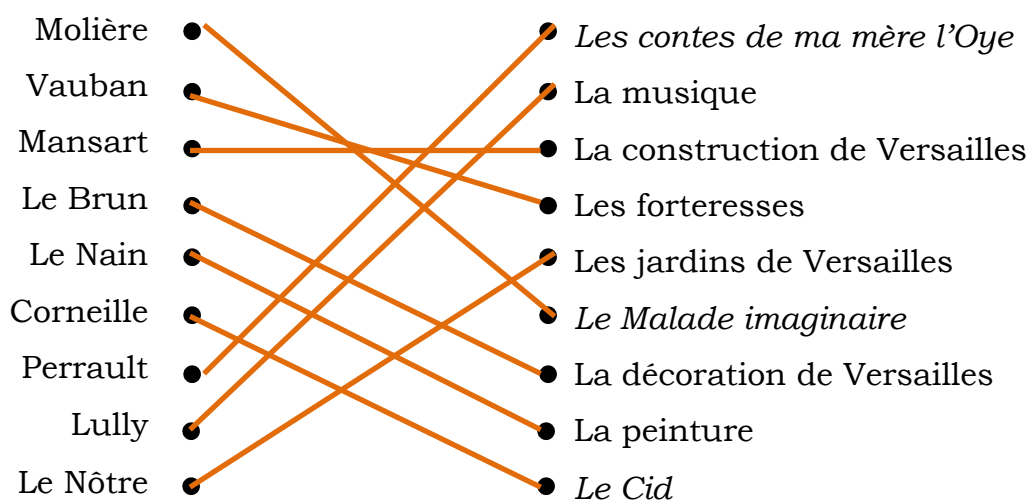 Molière Les contes de ma mère l’Oye
Vauban La musique
Mansart La construction de Versailles
Le Brun Les forteresses
Le Nain Les jardins de Versailles
Corneille Le Malade imaginaire
Perrault La décoration de Versailles
Lully La peinture
Le Nôtre Le Cid